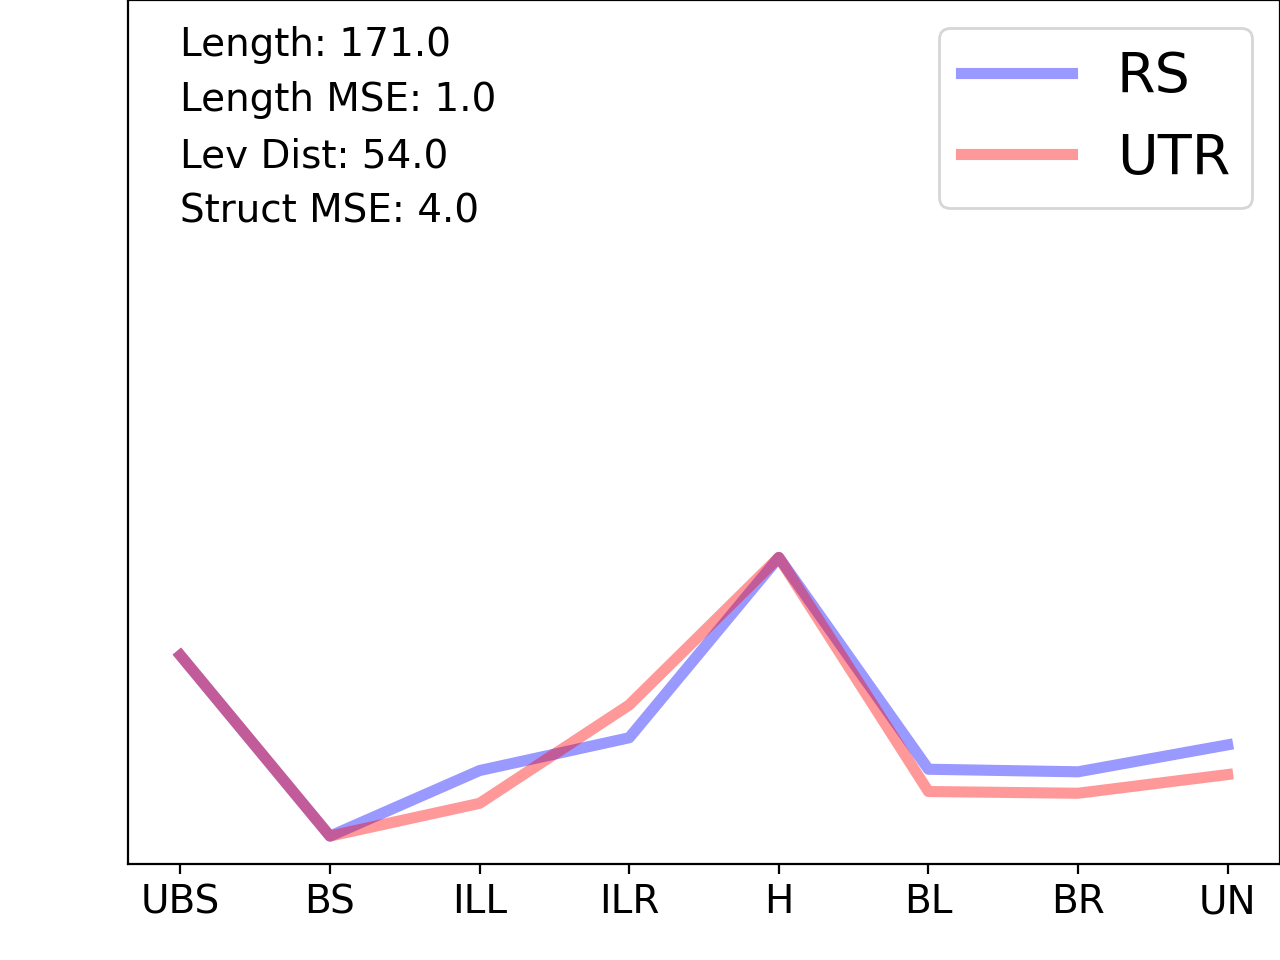 Length: 171.0
Length MSE: 1.0
Lev Dist: 54.0
Struct MSE: 4.0
RS
UTR
UBS BS ILL ILR H BL BR UN